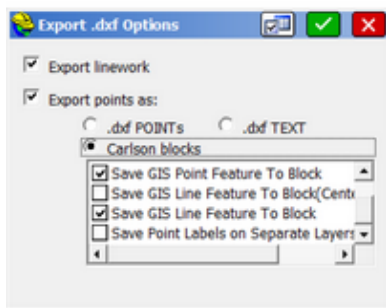 Export .dxf Options
Export linework
Export points as:
.dxf POINTs .dxf TEXT
Carlson blocks
Save GIS Point Feature To Block
Save GIS Line Feature To Block(Cente
Save GIS Line Feature To Block
Save Point Labels on Separate Layers